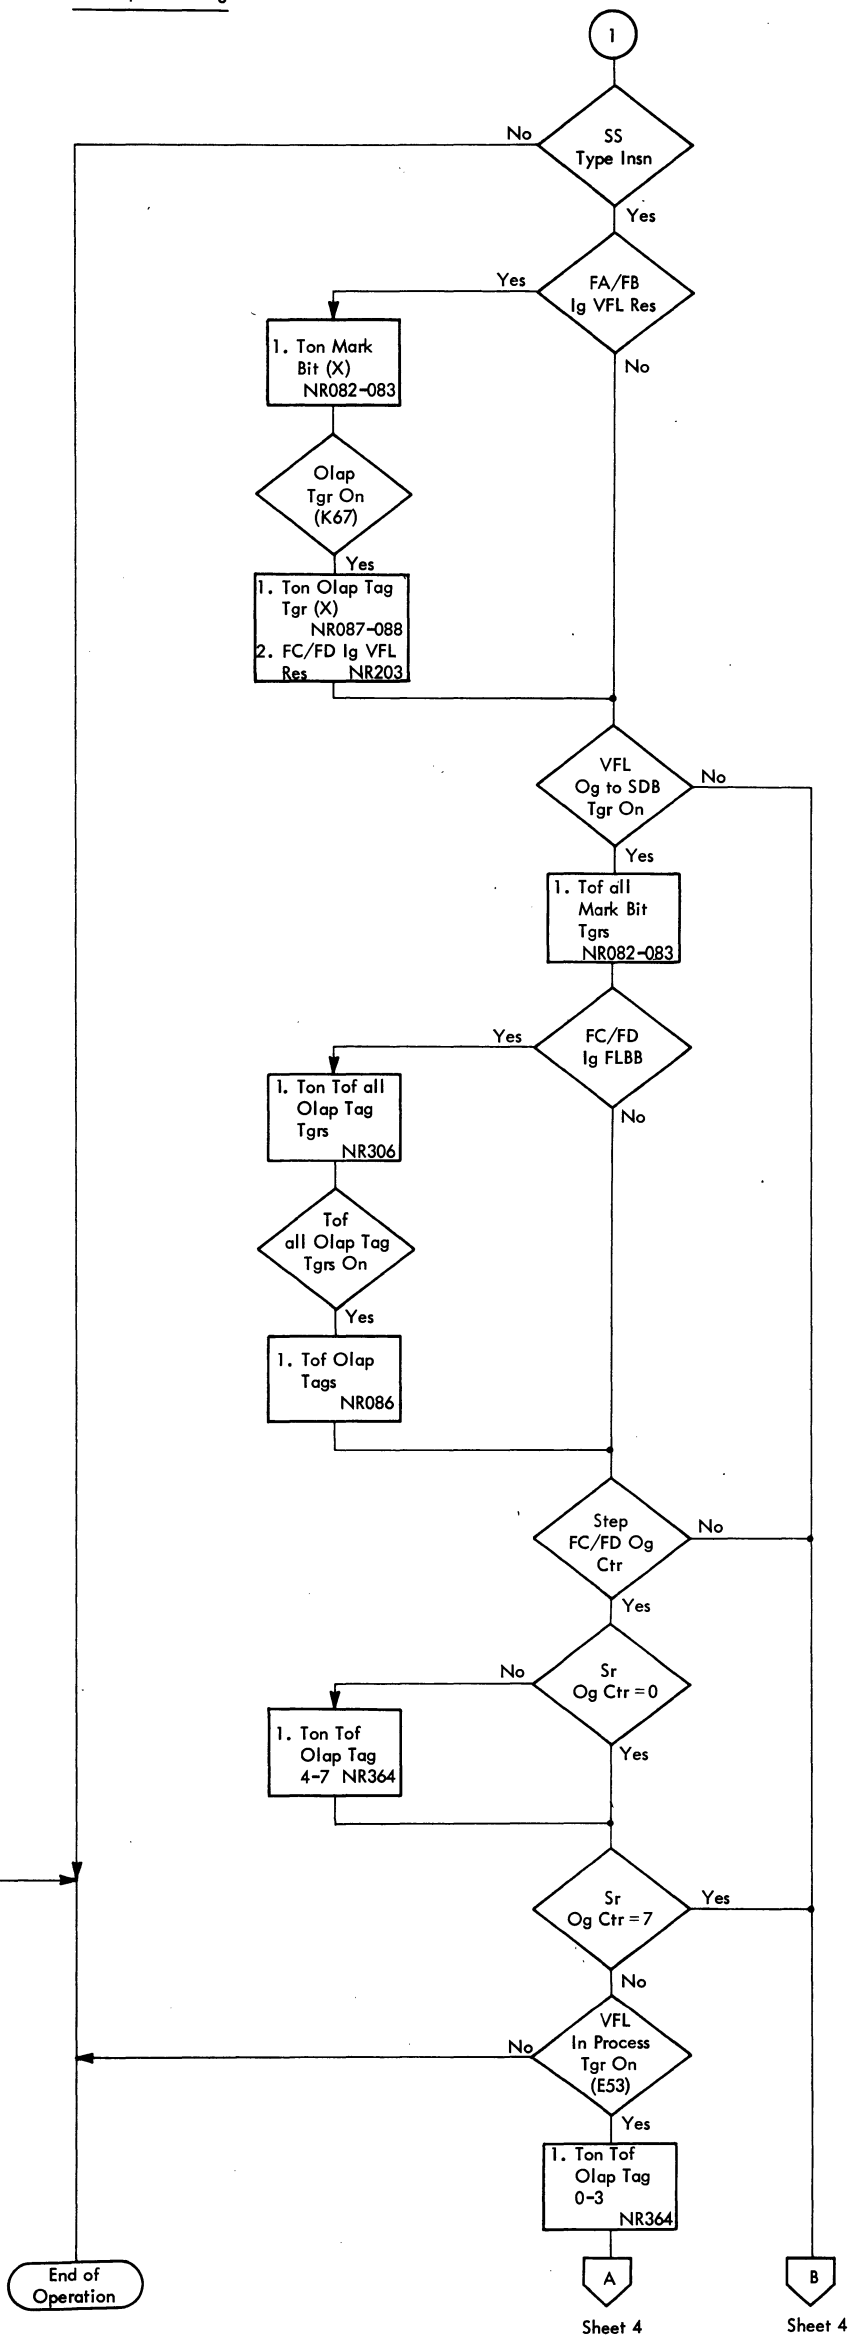 1
No
SS
Type Insn
Yes
Yes
FA/FB
Ig VFL Res
No
1. Ton Mark
Bit (X)
NR082-083
Olap
Tgr On
(K67)
Yes
1. Ton Olap Tag
Tgr (X)
NR087-088
2. FC/FD Ig VFL
Res NR203
VFL
Og to SDB
Tgr On
No
Yes
1. Tof all
Mark Bit
Tgrs
NR082-083
Yes
FC/FD
Ig FLBB
No
1. Ton Tof all
Olap Tag
Tgrs
NR306
Tof
all Olap Tag
Tgrs On
Yes
1. Tof Olap
Tags
NR086
Step
FC/FD Og
Ctr
No
Yes
No
Sr
Og Ctr = 0
Yes
1. Ton Tof
Olap Tag
4-7 NR364
Sr
Og Ctr = 7
Yes
No
No
VFL
In Process
Tgr On
(E53)
Yes
1. Ton Tof
Olap Tag
0-3
NR364
End of
Operation
A
B
Sheet 4
Sheet 4